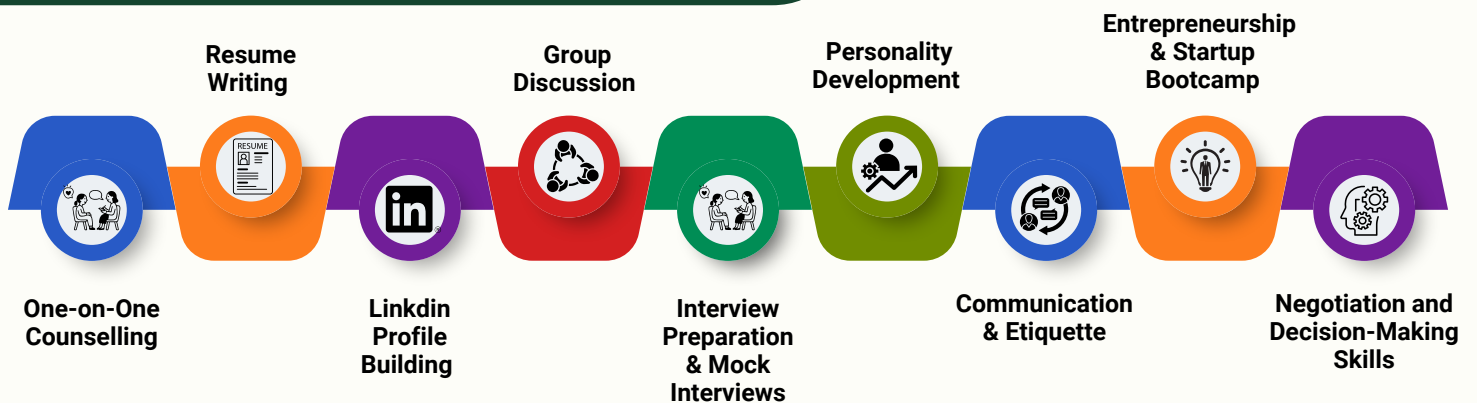 One-on-One
Counselling
Resume
Writing
RESUME
Linkdin
Profile
Building
in
Group
Discussion
Interview
Preparation
& Mock
Interviews
Personality
Development
Communication
& Etiquette
Entrepreneurship
& Startup
Bootcamp
Negotiation and
Decision-Making
Skills